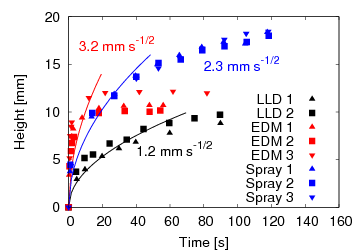 20
15
10
5
0
Height [mm]
3.2 mm s-1/2
2.3 mm s-1/2
1.2 mm s-1/2
LLD 1
LLD 2
EDM 1
EDM 2
EDM 3
Spray 1
Spray 2
Spray 3
0 20 40 60 80 100 120 140 160
Time [s]